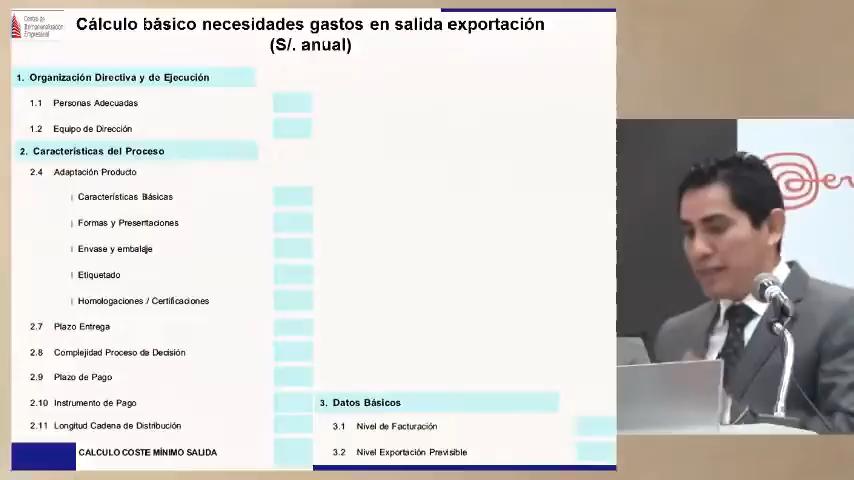 Centro de
Internacionalización
Empresarial
Cálculo básico necesidades gastos en salida exportación
(S/. anual)
1. Organización Directiva y de Ejecución
1.1 Personas Adecuadas
1.2 Equipo de Dirección
2. Características del Proceso
2.4 Adaptación Producto
Características Básicas
Formas y Presentaciones
Envase y embalaje
Etiquetado
Homologaciones / Certificaciones
2.7 Plazo Entrega
2.8 Complejidad Proceso de Decisión
2.9 Plazo de Pago
2.10 Instrumento de Pago
2.11 Longitud Cadena de Distribución
CALCULO COSTE MÍNIMO SALIDA
3. Datos Básicos
3.1 Nivel de Facturación
3.2 Nivel Exportación Previsible